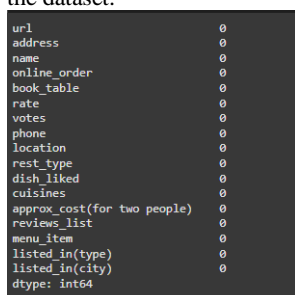 the dataset.
url 0
address 0
name 0
online_order 0
book_table 0
rate 0
votes 0
phone 0
location 0
rest_type 0
dish_liked 0
cuisines 0
approx_cost(for two people) 0
reviews_list 0
menu_item 0
listed_in(type) 0
listed_in(city) 0
dtype: int64